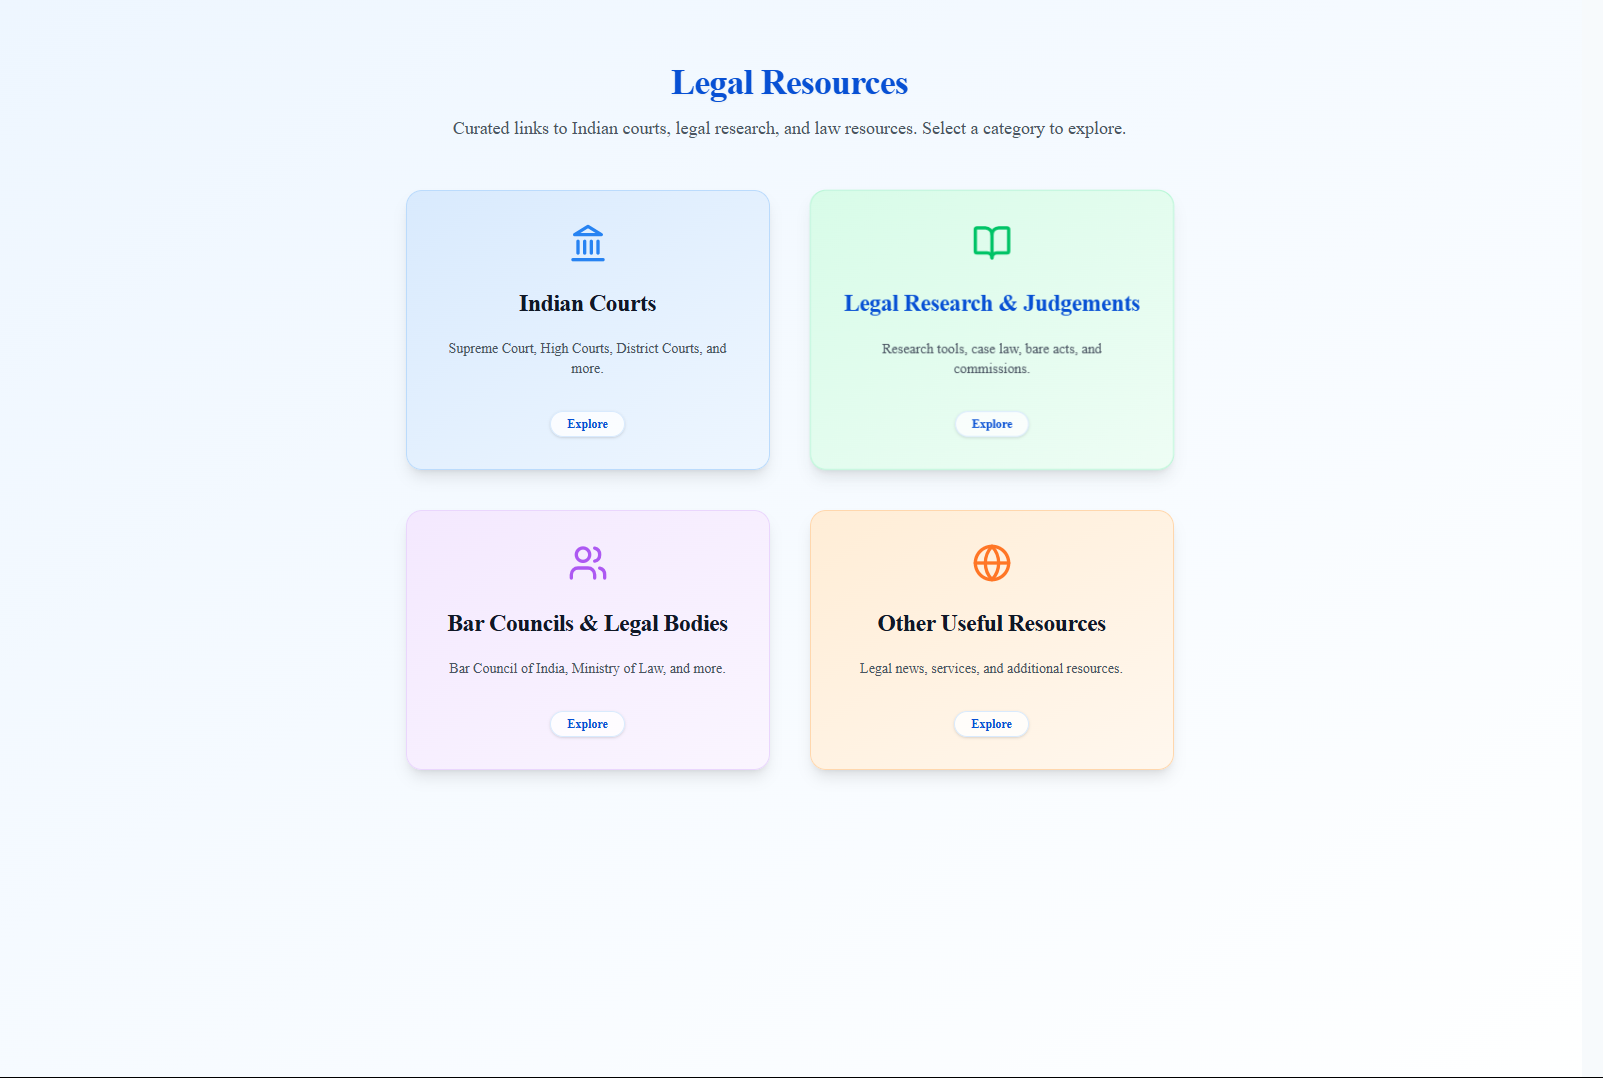 Legal Resources
Curated links to Indian courts, legal research, and law resources. Select a category to explore.
Indian Courts
Supreme Court, High Courts, District Courts, and
more.
Explore
Legal Research & Judgements
Research tools, case law, bare acts, and
commissions.
Explore
Bar Councils & Legal Bodies
Bar Council of India, Ministry of Law, and more.
Explore
Other Useful Resources
Legal news, services, and additional resources.
Explore